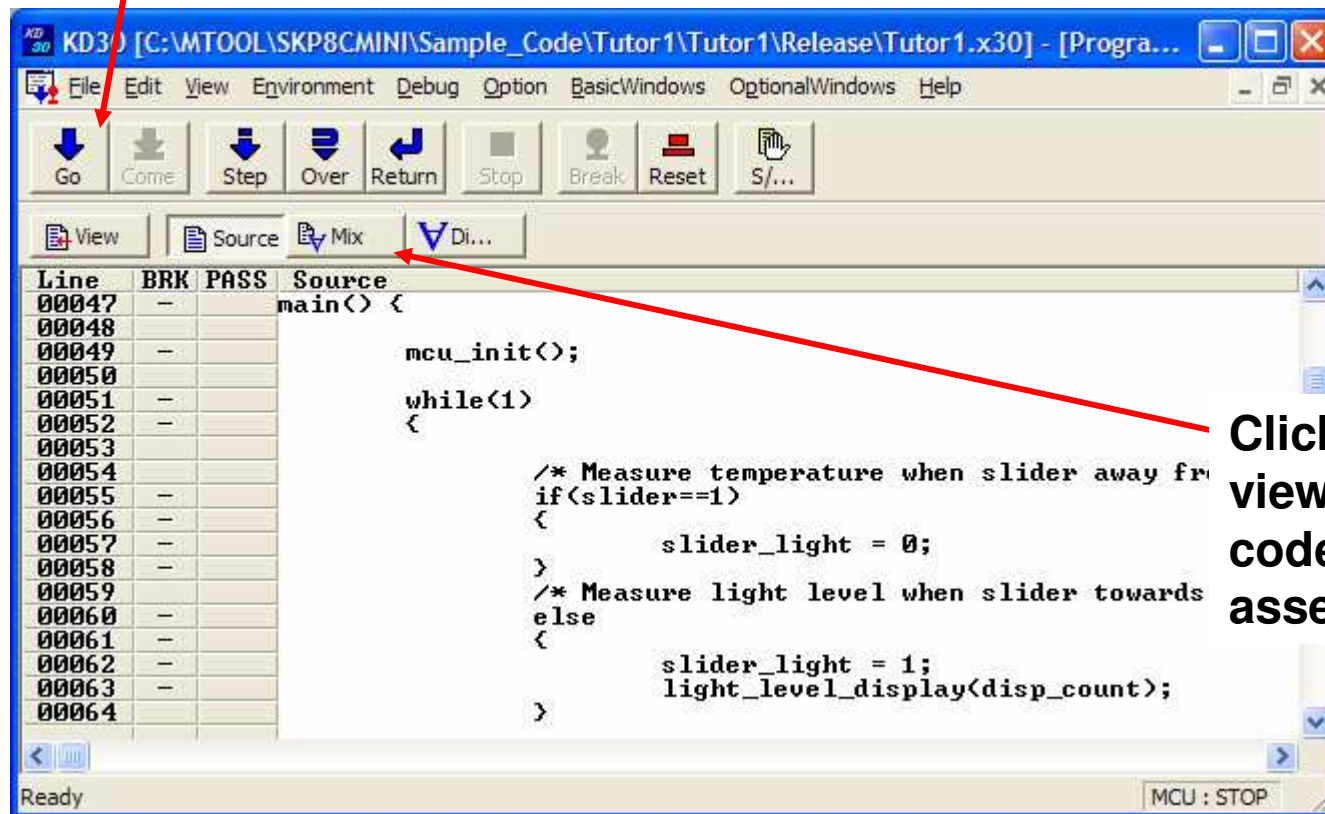 KD30 [C:\MTOOL\SKP8CMINI\Sample_Code\Tutor1\Tutor1\Release\Tutor1.x30] - [Progra...
File Edit View Environment Debug Option BasicWindows OptionalWindows Help
Go Come Step Over Return Stop Break Reset S/...
View Source Mix Di...
Line BRK PASS Source
00047 - main() {
00048
00049 - mcu_init();
00050
00051 - while(1)
00052 - {
00053
00054 /* Measure temperature when slider away fr
00055 - if(slider==1)
00056 - {
00057 - slider_light = 0;
00058 - }
00059 /* Measure light level when slider towards
00060 - else
00061 - {
00062 - slider_light = 1;
00063 - light_level_display(disp_count);
00064 }
Clic
view
code
asse
Ready MCU : STOP